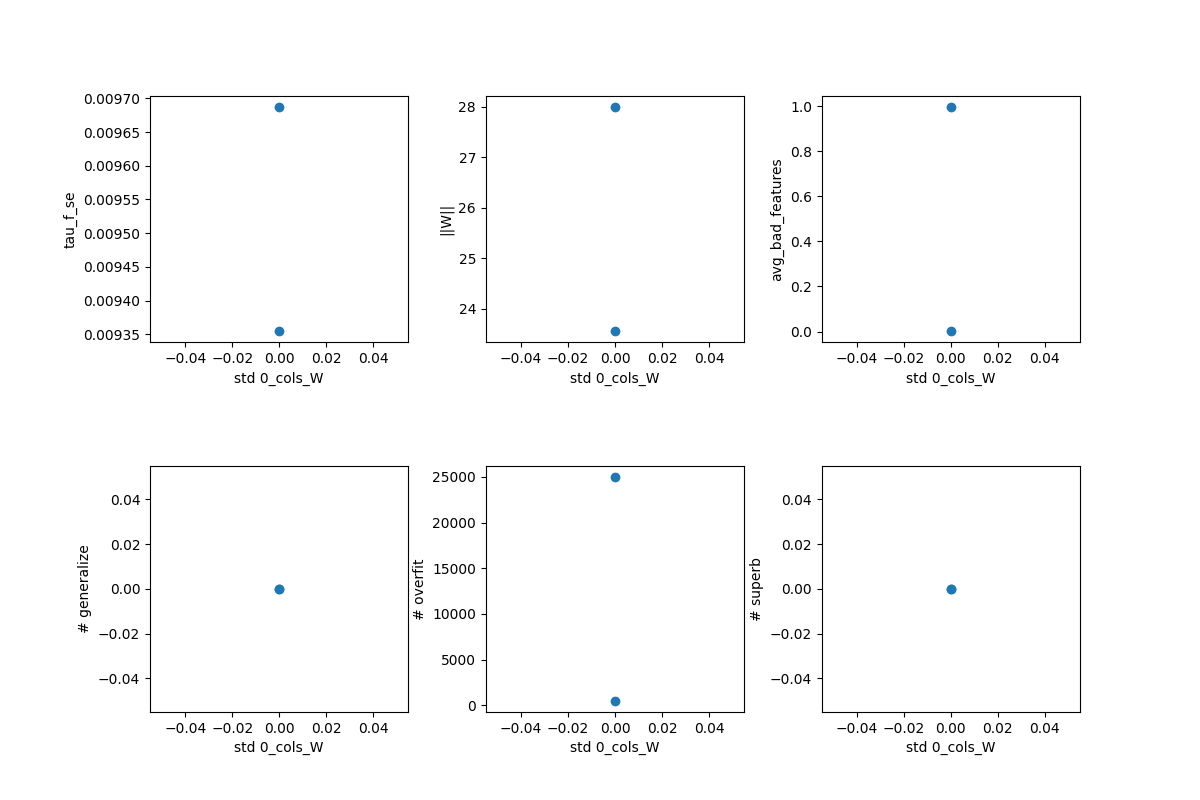 tau_f_se
0.00970
0.00965
0.00960
0.00955
0.00950
0.00945
0.00940
0.00935
−0.04 −0.02 0.00 0.02 0.04
std 0_cols_W
||W||
28
27
26
25
24
−0.04 −0.02 0.00 0.02 0.04
std 0_cols_W
avg_bad_features
1.0
0.8
0.6
0.4
0.2
0.0
−0.04 −0.02 0.00 0.02 0.04
std 0_cols_W
# generalize
0.04
0.02
0.00
−0.02
−0.04
−0.04 −0.02 0.00 0.02 0.04
std 0_cols_W
# overfit
25000
20000
15000
10000
5000
0
−0.04 −0.02 0.00 0.02 0.04
std 0_cols_W
# superb
0.04
0.02
0.00
−0.02
−0.04
−0.04 −0.02 0.00 0.02 0.04
std 0_cols_W